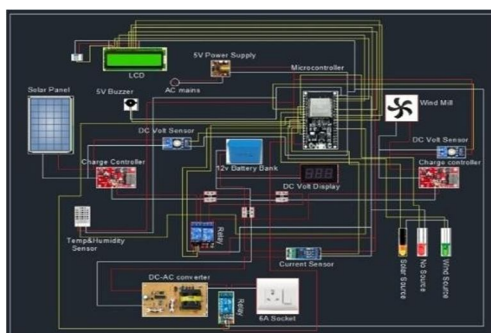 LCD
5V Power Supply
Microcontroller
Solar Panel
5V Buzzer
AC mains
Wind Mill
DC Volt Sensor
DC Volt Sensor
Charge Controller
12v Battery Bank
DC Volt Display
Charge controller
Temp&Humidity
Sensor
Relay
Current Sensor
Solar Source
No Source
Wind Source
DC-AC converter
Relay
6A Socket